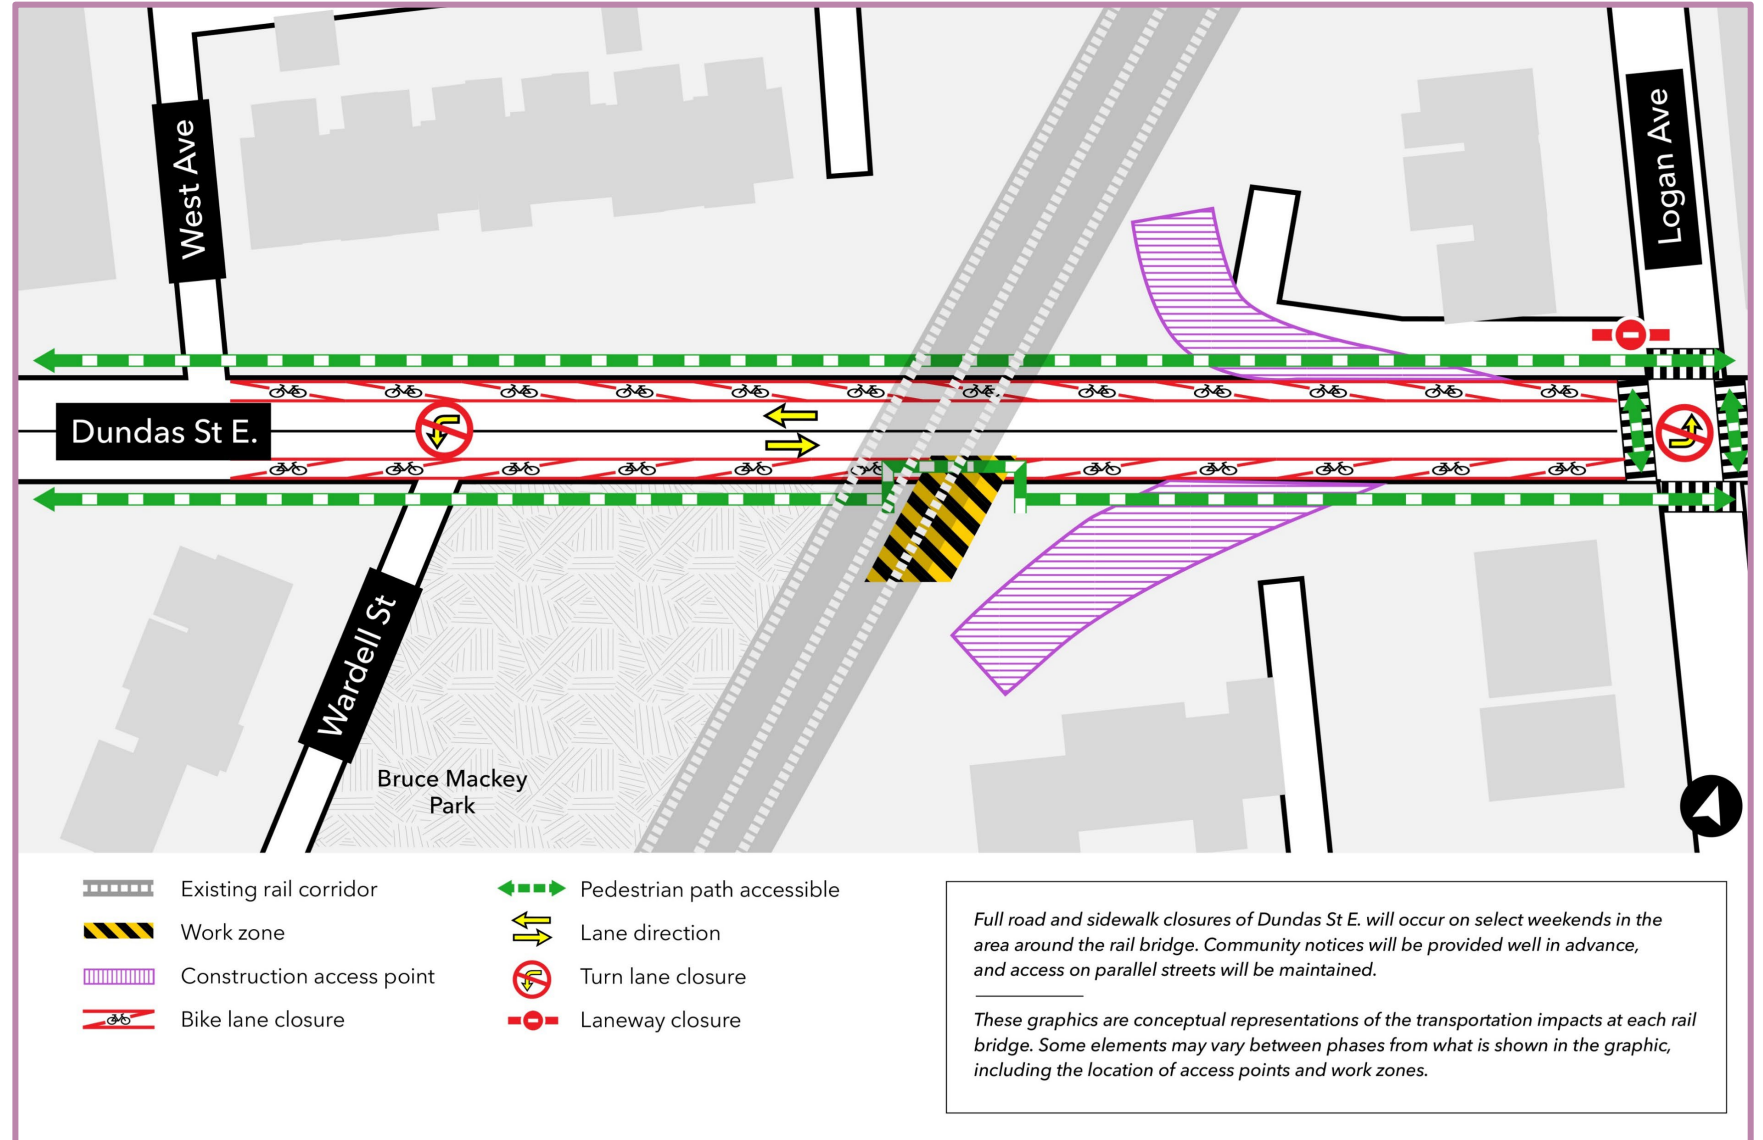 West Ave
Logan Ave
Dundas St E.
Wardell St
Bruce Mackey
Park
Existing rail corridor
Work zone
Construction access point
Bike lane closure
Pedestrian path accessible
Lane direction
Turn lane closure
Laneway closure
Full road and sidewalk closures of Dundas St E. will occur on select weekends in the
area around the rail bridge. Community notices will be provided well in advance,
and access on parallel streets will be maintained.
These graphics are conceptual representations of the transportation impacts at each rail
bridge. Some elements may vary between phases from what is shown in the graphic,
including the location of access points and work zones.